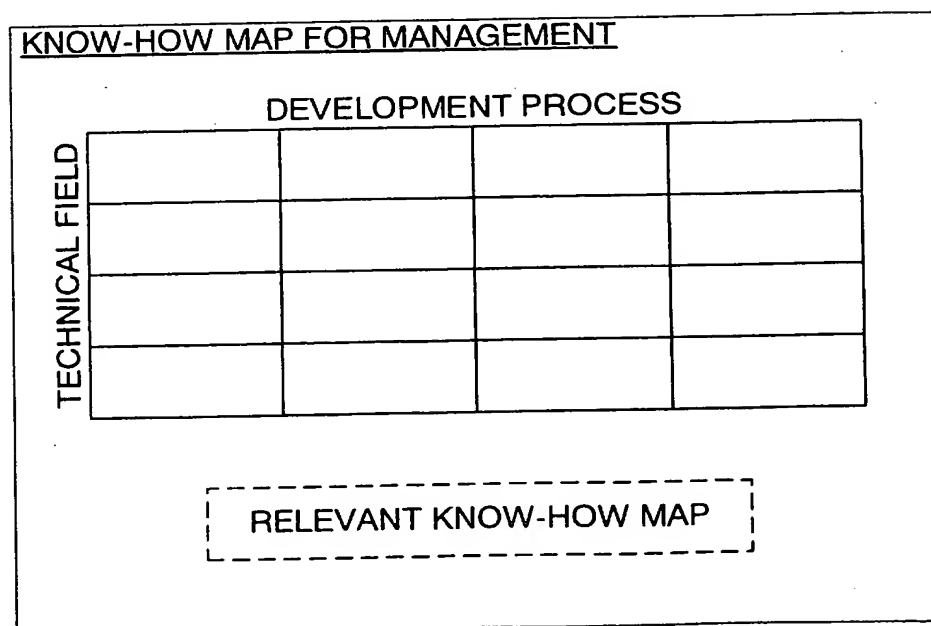 KNOW-HOW MAP FOR MANAGEMENT
DEVELOPMENT PROCESS
TECHNICAL FIELD
RELEVANT KNOW-HOW MAP